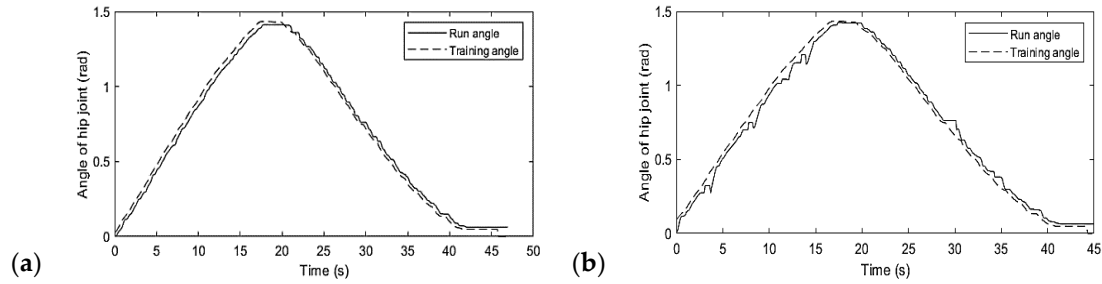 1.5
1
0.5
0
Angle of hip joint (rad)
Run angle
Training angle
0 5 10 15 20 25 30 35 40 45 50
Time (s)
(a)
1.5
1
0.5
0
Angle of hip joint (rad)
Run angle
Training angle
0 5 10 15 20 25 30 35 40 45
Time (s)
(b)